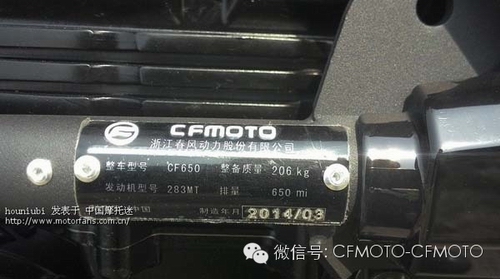 CFMOTO
浙江春风动力股份有限公司
整车型号 CF650 整备质量 206 kg
发动机型号 283MT 排量 650 ml
中国 制造年月 2014/03
houniubi 发表于 中国摩托迷
http://www.motorfans.com.cn/
微信号: CFMOTO-CFMOTO